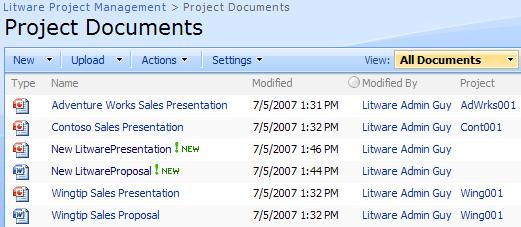 Litware Project Management > Project Documents
Project Documents
New Upload Actions Settings View: All Documents
Type Name Modified Modified By Project
Adventure Works Sales Presentation 7/5/2007 1:31 PM Litware Admin Guy AdWrks001
Contoso Sales Presentation 7/5/2007 1:32 PM Litware Admin Guy Cont001
New LitwarePresentation ! NEW 7/5/2007 1:46 PM Litware Admin Guy
New LitwareProposal ! NEW 7/5/2007 1:44 PM Litware Admin Guy
Wingtip Sales Presentation 7/5/2007 1:32 PM Litware Admin Guy Wing001
Wingtip Sales Proposal 7/5/2007 1:32 PM Litware Admin Guy Wing001